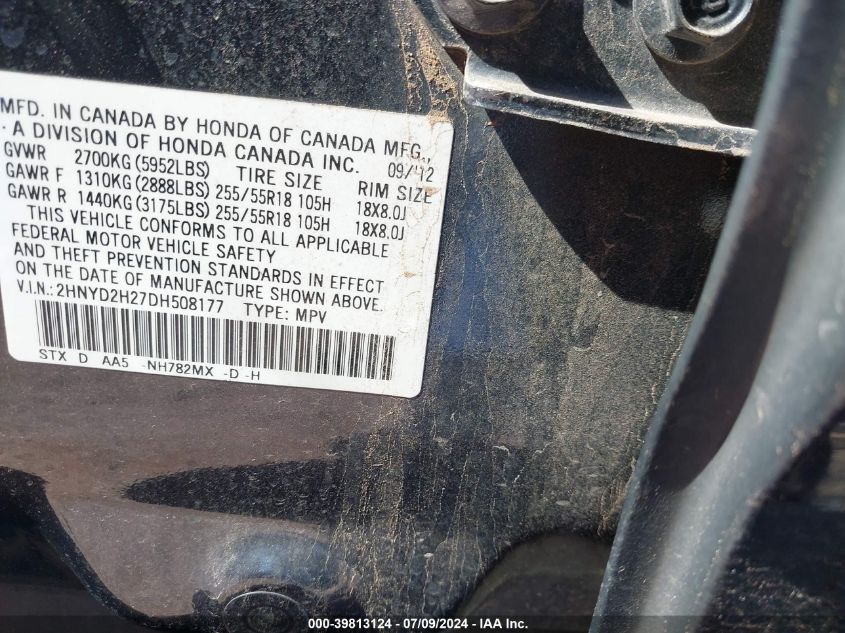 MFD. IN CANADA BY HONDA OF CANADA MFG.,
· A DIVISION OF HONDA CANADA INC. 09/12
GVWR 2700KG (5952LBS) TIRE SIZE RIM SIZE
GAWR F 1310KG (2888LBS) 255/55R18 105H 18X8.0J
GAWR R 1440KG (3175LBS) 255/55R18 105H 18X8.0J
THIS VEHICLE CONFORMS TO ALL APPLICABLE
FEDERAL MOTOR VEHICLE SAFETY
AND THEFT PREVENTION STANDARDS IN EFFECT
ON THE DATE OF MANUFACTURE SHOWN ABOVE.
V.I.N.: 2HNYD2H27DH508177 TYPE: MPV
STX D AA5 -NH782MX -D -H
000-39813124 - 07/09/2024 - IAA Inc.